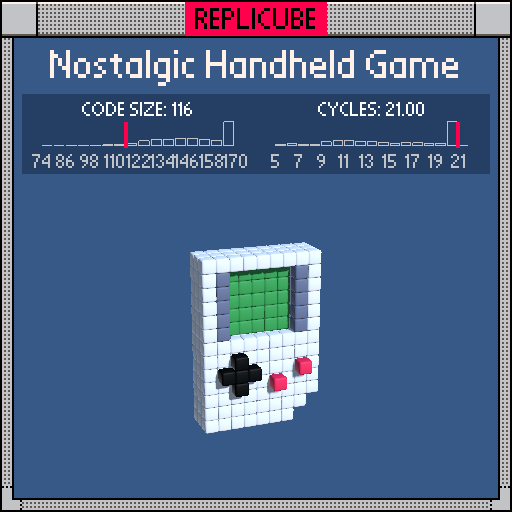 REPLICUBE
Nostalgic Handheld Game
CODE SIZE: 116
CYCLES: 21.00
74 86 98 110122134146158170
5 7 9 11 13 15 17 19 21